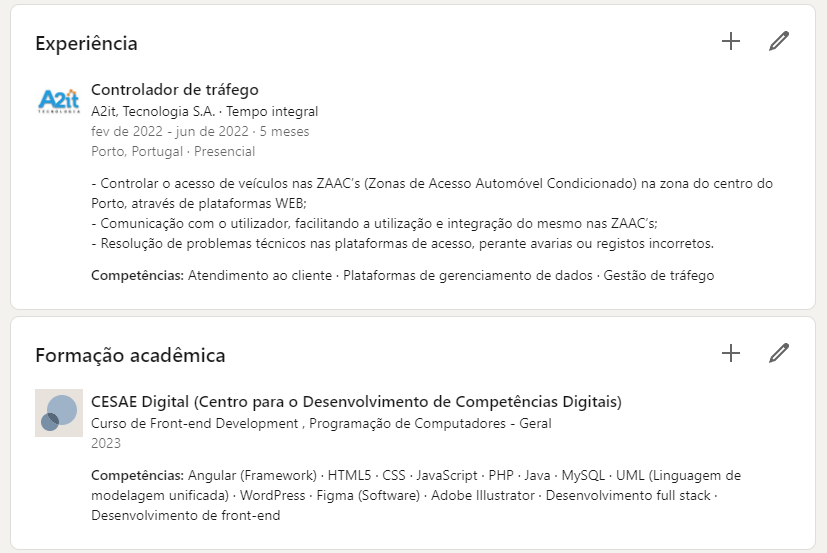 Experiência
A2it
TECNOLOGIA
Controlador de tráfego
A2it, Tecnologia S.A. · Tempo integral
fev de 2022 - jun de 2022 · 5 meses
Porto, Portugal · Presencial
- Controlar o acesso de veículos nas ZAAC’s (Zonas de Acesso Automóvel Condicionado) na zona do centro do
Porto, através de plataformas WEB;
- Comunicação com o utilizador, facilitando a utilização e integração do mesmo nas ZAAC’s;
- Resolução de problemas técnicos nas plataformas de acesso, perante avarias ou registos incorretos.
Competências: Atendimento ao cliente · Plataformas de gerenciamento de dados · Gestão de tráfego
Formação acadêmica
CESAE Digital (Centro para o Desenvolvimento de Competências Digitais)
Curso de Front-end Development , Programação de Computadores - Geral
2023
Competências: Angular (Framework) · HTML5 · CSS · JavaScript · PHP · Java · MySQL · UML (Linguagem de
modelagem unificada) · WordPress · Figma (Software) · Adobe Illustrator · Desenvolvimento full stack ·
Desenvolvimento de front-end